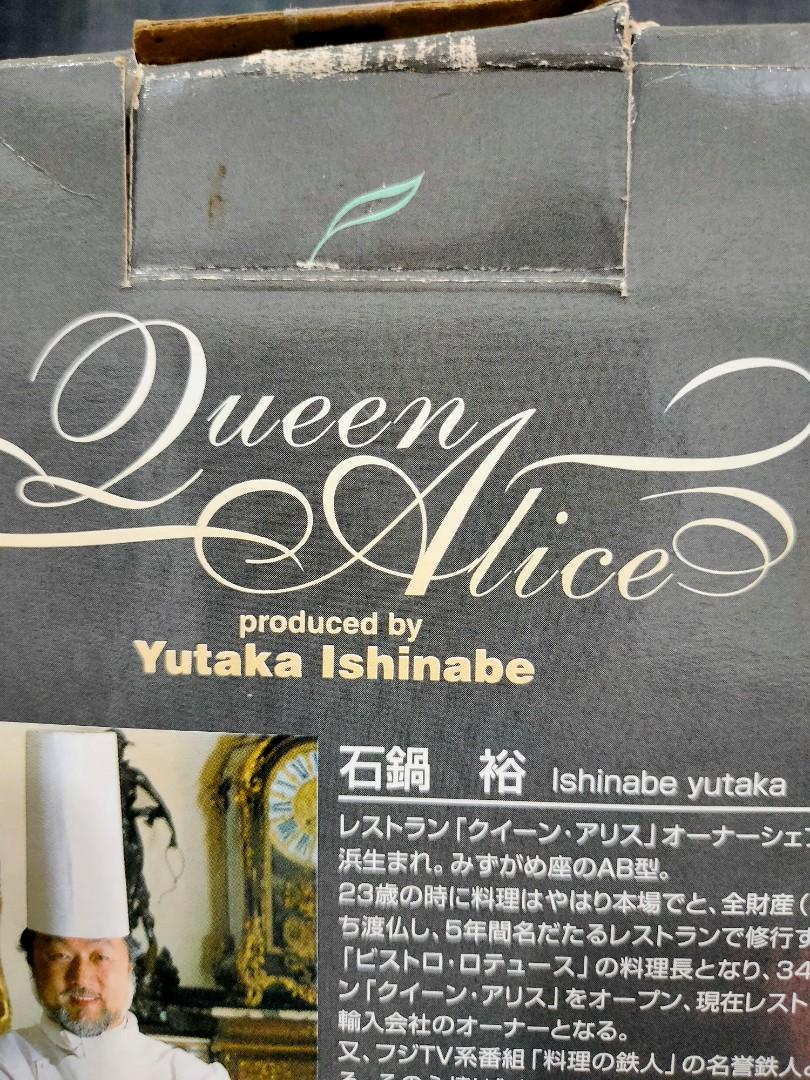 Queen
Alice
produced by
Yutaka Ishinabe
石鍋 裕 Ishinabe yutaka
レストラン「クイーン・アリス」オーナーシェ
浜生まれ。みずがめ座のAB型。
23歳の時に料理はやはり本場でと、全財産（
ち渡仏し、5年間名だたるレストランで修行す
「ビストロ・ロテュース」の料理長となり、34
ン「クイーン・アリス」をオープン、現在レスト
輸入会社のオーナーとなる。
又、フジTV系番組「料理の鉄人」の名誉鉄人